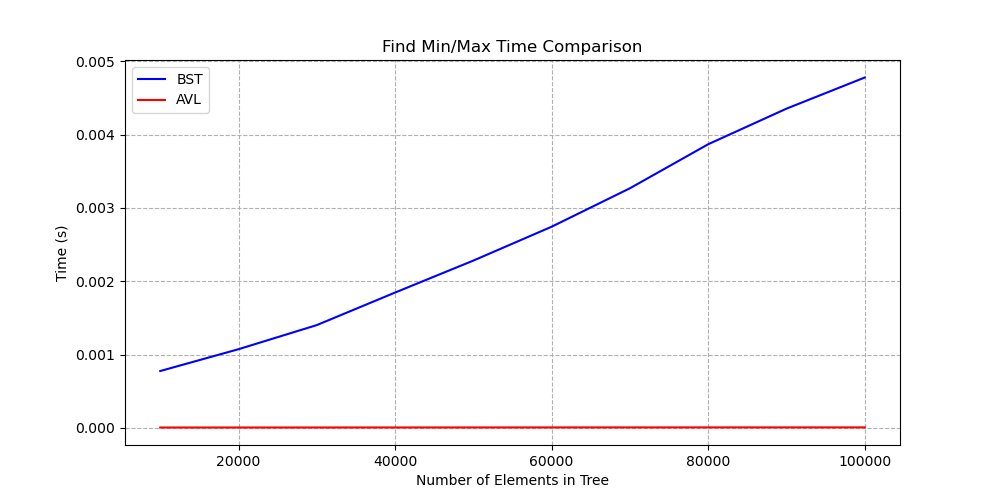 Find Min/Max Time Comparison
BST
AVL
0.005
0.004
0.003
0.002
0.001
0.000
Time (s)
20000 40000 60000 80000 100000
Number of Elements in Tree